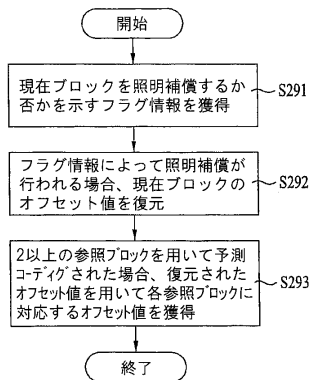 開始
現在ブロックを照明補償するか
否かを示すフラグ情報を獲得
S291
フラグ情報によって照明補償が
行われる場合、現在ブロックの
オフセット値を復元
S292
2以上の参照ブロックを用いて予測
コーディグされた場合、復元された
オフセット値を用いて各参照ブロックに
対応するオフセット値を獲得
S293
終了